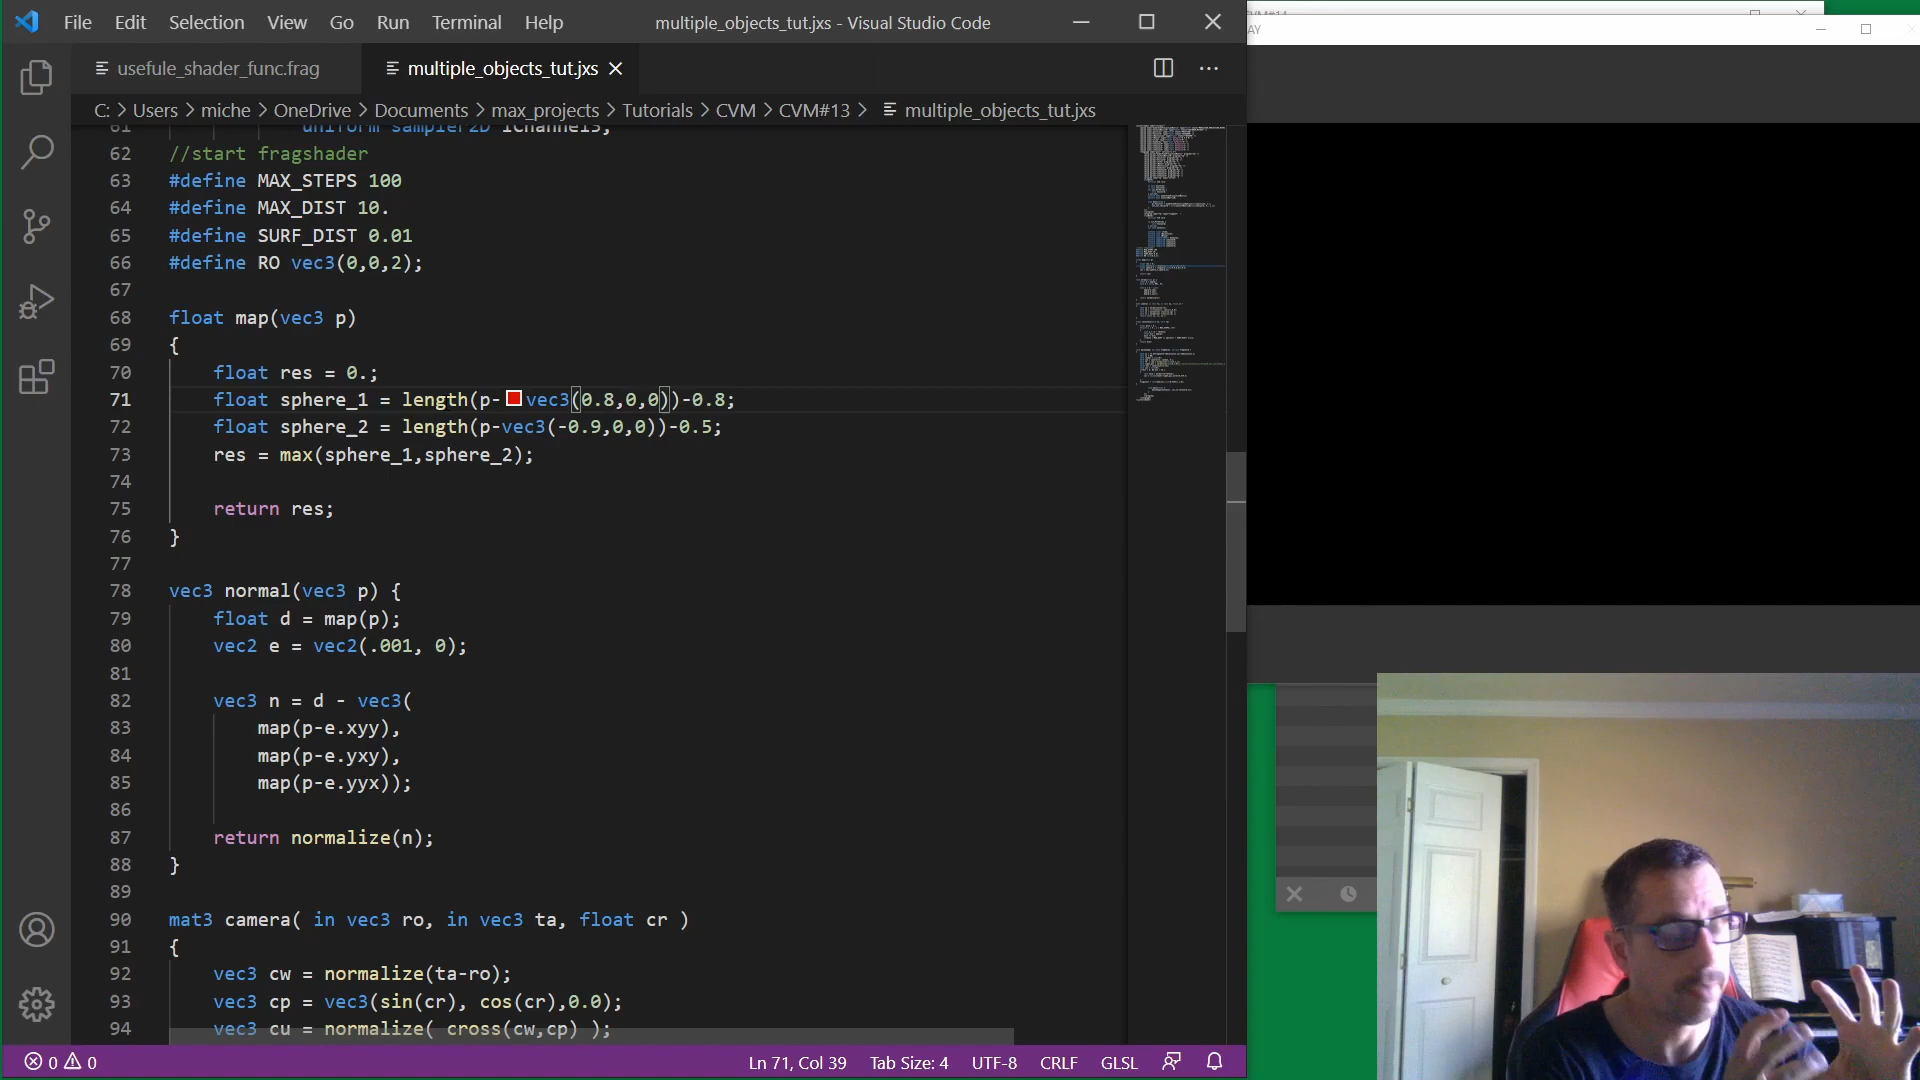 File Edit Selection View Go Run Terminal Help multiple_objects_tut.jxs - Visual Studio Code
usefule_shader_func.frag multiple_objects_tut.jxs
C: > Users > miche > OneDrive > Documents > max_projects > Tutorials > CVM > CVM#13 > multiple_objects_tut.jxs
61 uniform sampler2D iChannel3;
62 //start fragshader
63 #define MAX_STEPS 100
64 #define MAX_DIST 10.
65 #define SURF_DIST 0.01
66 #define RO vec3(0,0,2);
67
68 float map(vec3 p)
69 {
70 float res = 0.;
71 float sphere_1 = length(p-vec3(0.8,0,0))-0.8;
72 float sphere_2 = length(p-vec3(-0.9,0,0))-0.5;
73 res = max(sphere_1,sphere_2);
74
75 return res;
76 }
77
78 vec3 normal(vec3 p) {
79 float d = map(p);
80 vec2 e = vec2(.001, 0);
81
82 vec3 n = d - vec3(
83 map(p-e.xyy),
84 map(p-e.yxy),
85 map(p-e.yyx));
86
87 return normalize(n);
88 }
89
90 mat3 camera( in vec3 ro, in vec3 ta, float cr )
91 {
92 vec3 cw = normalize(ta-ro);
93 vec3 cp = vec3(sin(cr), cos(cr),0.0);
94 vec3 cu = normalize( cross(cw,cp) );
0 0 Ln 71, Col 39 Tab Size: 4 UTF-8 CRLF GLSL